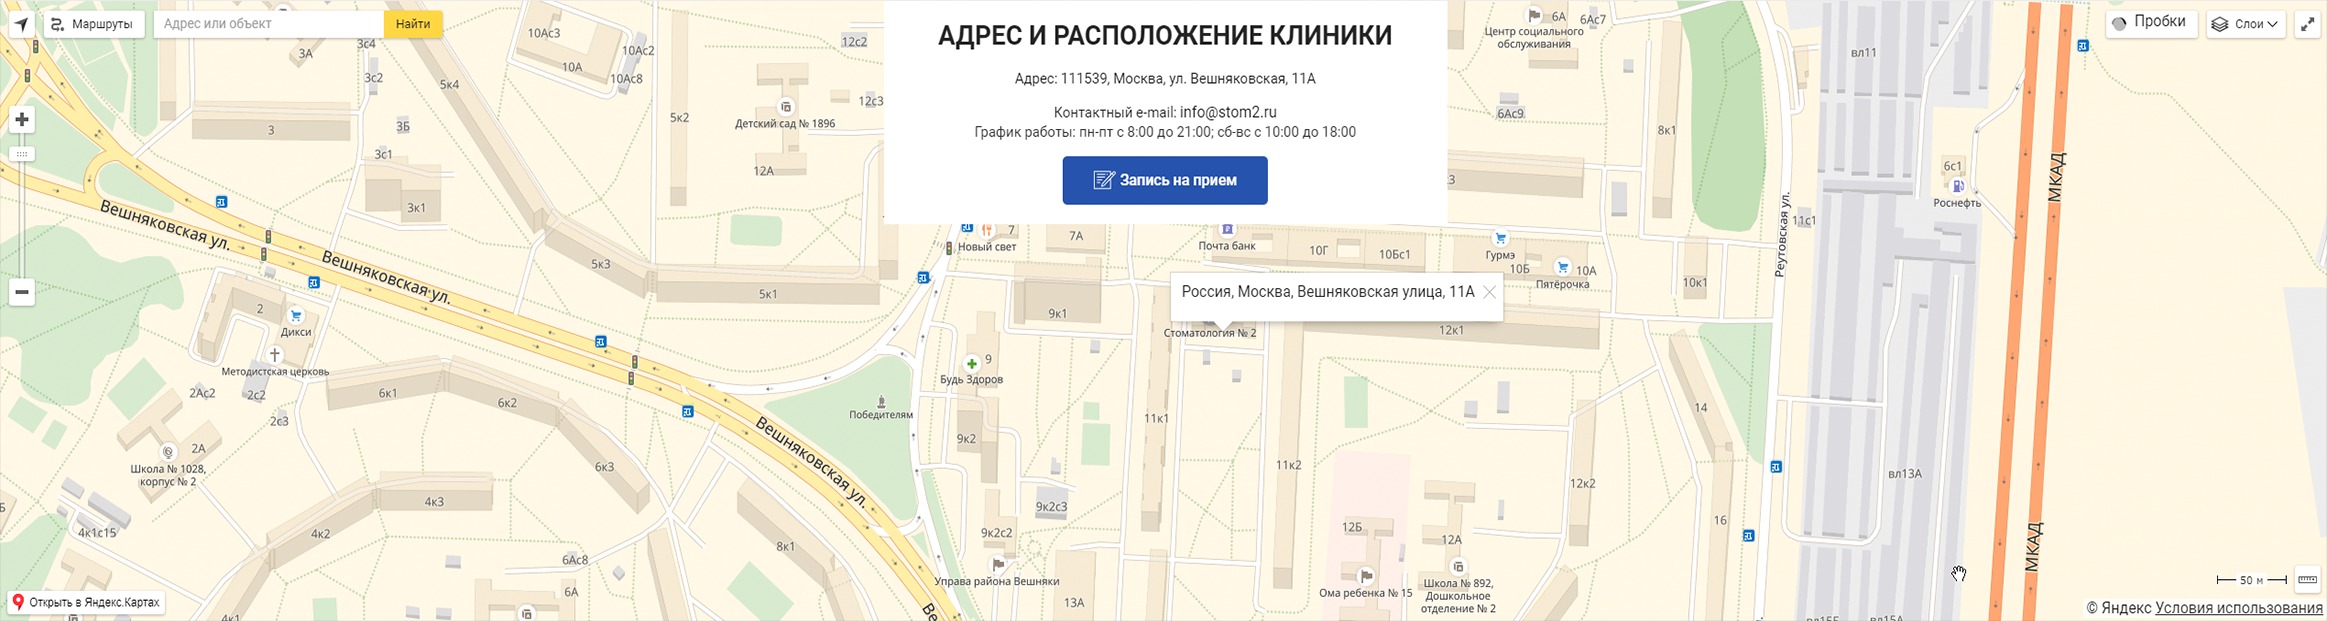 Маршруты
Адрес или объект
Найти
АДРЕС И РАСПОЛОЖЕНИЕ КЛИНИКИ
Адрес: 111539, Москва, ул. Вешняковская, 11А
Контактный e-mail: info@stom2.ru
График работы: пн-пт с 8:00 до 21:00; сб-вс с 10:00 до 18:00
Запись на прием
Пробки
Слои
3А
3с4
3с2
5к4
10Ас3
10А
10Ас2
10Ас8
12с2
12с3
6А
6Ас7
Центр социального
обслуживания
вл11
3
3Б
3с1
5к2
Детский сад № 1896
12А
6Ас9
8к1
МКАД
6с1
Роснефть
3к1
Вешняковская ул.
Вешняковская ул.
5к3
5к1
Новый свет
7
7А
Почта банк
10Г
10Бс1
Гурмэ
10Б
10А
Пятёрочка
10к1
11с1
Реутовская ул.
Россия, Москва, Вешняковская улица, 11А
Стоматология № 2
12к1
2
Дикси
Методистская церковь
9к1
9
Будь Здоров
2Ас2
2с2
2с3
6к1
6к2
6к3
Победителям
Вешняковская ул.
11к1
11к2
9к2
14
2А
Школа № 1028,
корпус № 2
4к3
4к2
4к1с15
9к2с3
9к2с2
12к2
вл13А
16
12Б
12А
МКАД
6Ас8
8к1
6А
Управа района Вешняки
13А
Ома ребенка № 15
Школа № 892,
Дошкольное
отделение № 2
50 м
Открыть в Яндекс.Картах
© Яндекс Условия использования
4к1
вл15Б
вл15А